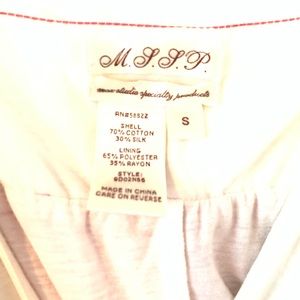 M.S.S.P.
max studio specialty products
S
RN#58822
SHELL
70% COTTON
30% SILK
LINING
65% POLYESTER
35% RAYON
STYLE:
MADE IN CHINA
CARE ON REVERSE